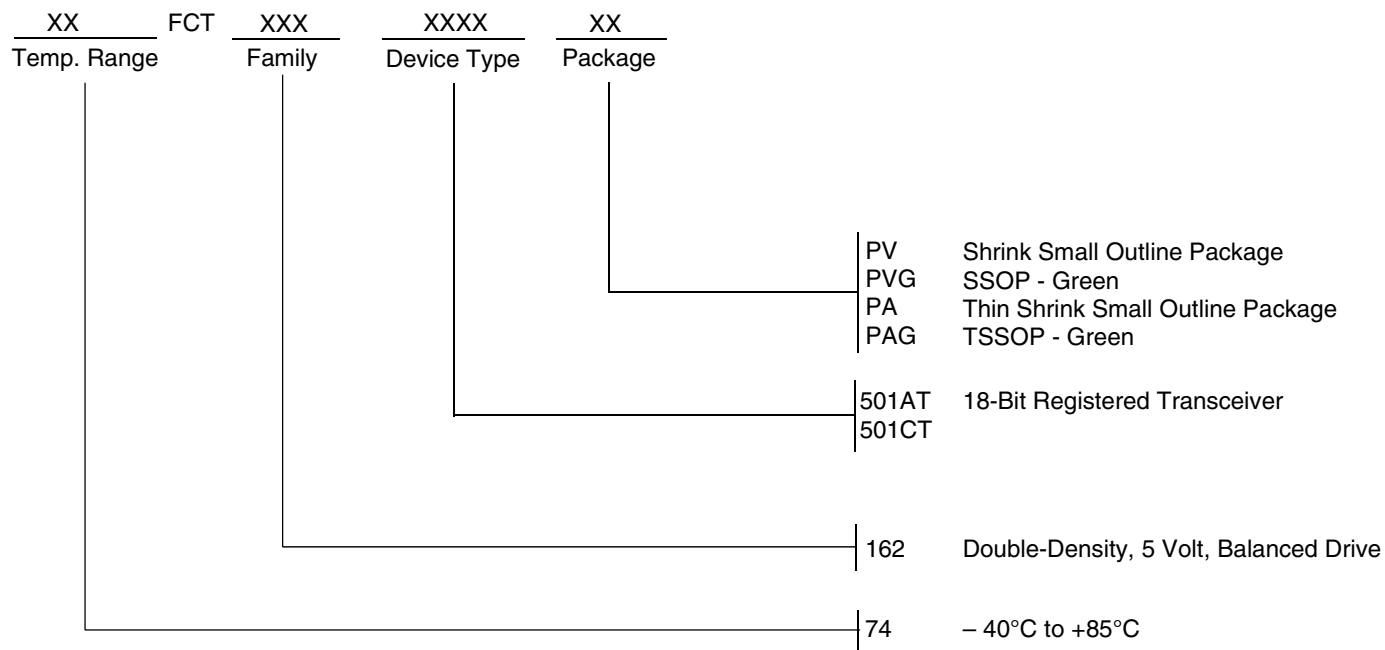 XX FCT XXX XXXX XX
Temp. Range Family Device Type Package
PV Shrink Small Outline Package
PVG SSOP - Green
PA Thin Shrink Small Outline Package
PAG TSSOP - Green
501AT 18-Bit Registered Transceiver
501CT
162 Double-Density, 5 Volt, Balanced Drive
74 – 40°C to +85°C